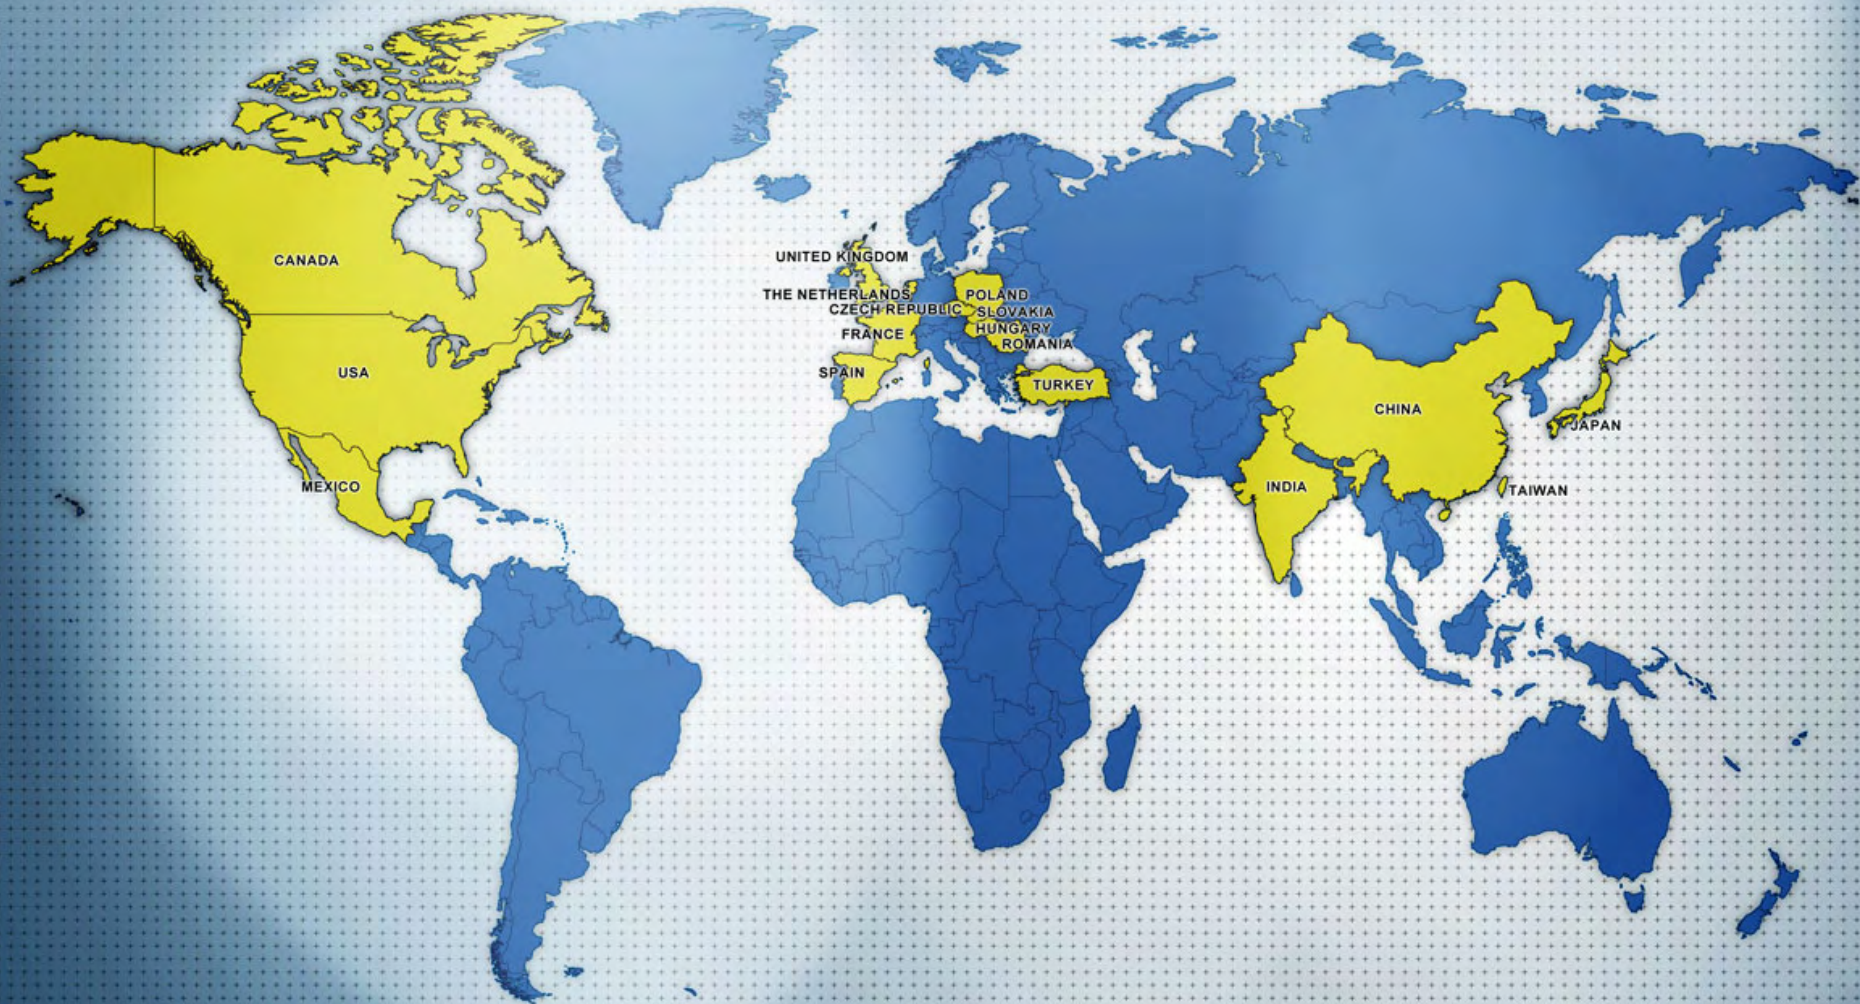 CANADA
USA
MEXICO
UNITED KINGDOM
THE NETHERLANDS
CZECH REPUBLIC
FRANCE
SPAIN
POLAND
SLOVAKIA
HUNGARY
ROMANIA
TURKEY
CHINA
JAPAN
INDIA
TAIWAN